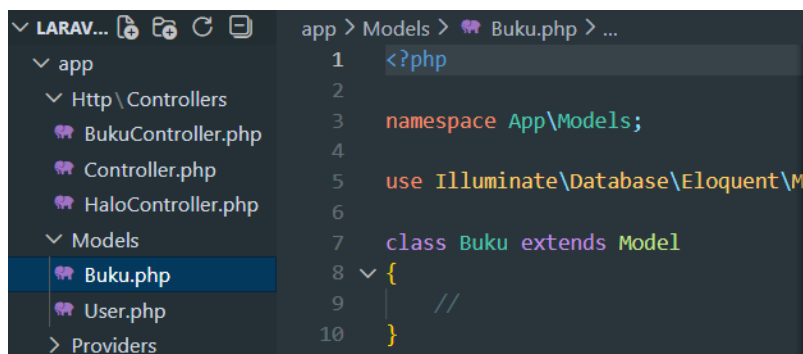 LARAV...
app
Http\Controllers
BukuController.php
Controller.php
HaloController.php
Models
Buku.php
User.php
Providers
app > Models > Buku.php > ...
1 <?php
2
3 namespace App\Models;
4
5 use Illuminate\Database\Eloquent\M
6
7 class Buku extends Model
8 {
9 //
10 }